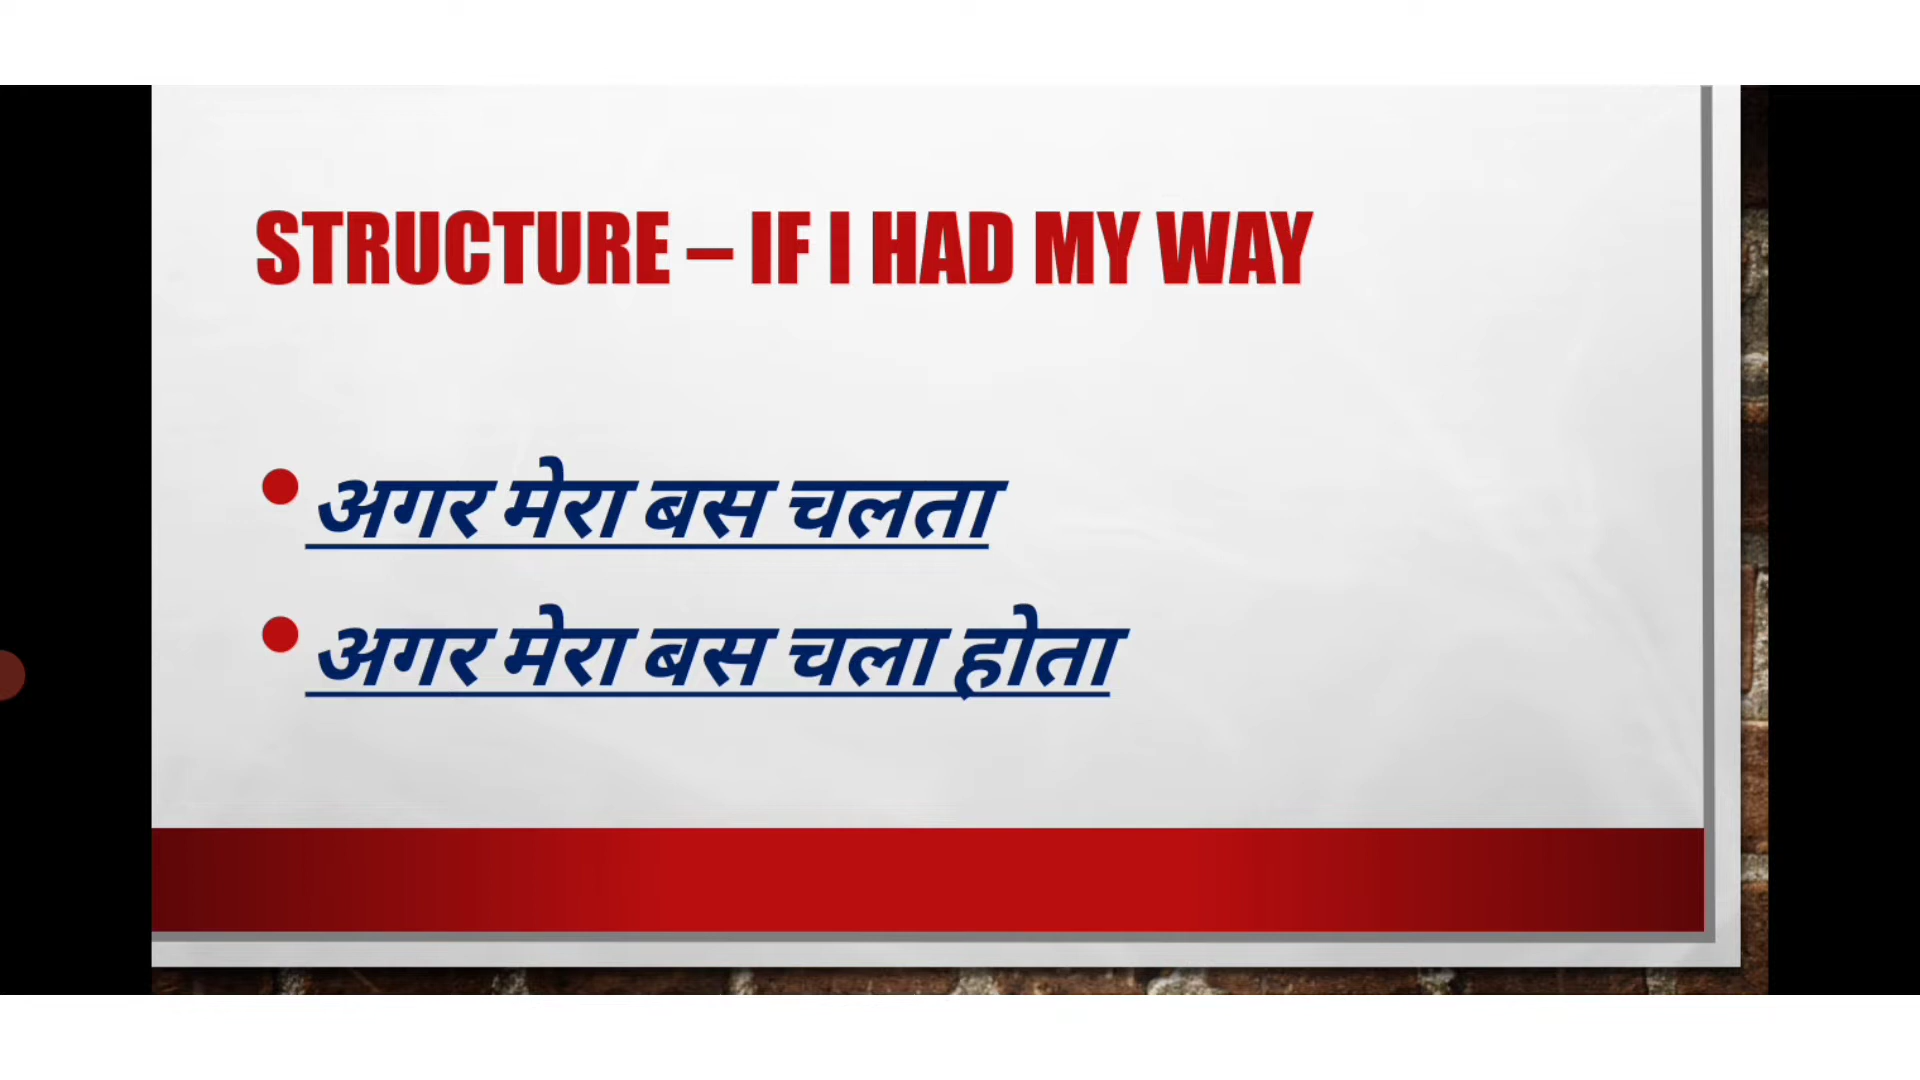 STRUCTURE – IF I HAD MY WAY
• अगर मेरा बस चलता
• अगर मेरा बस चला होता